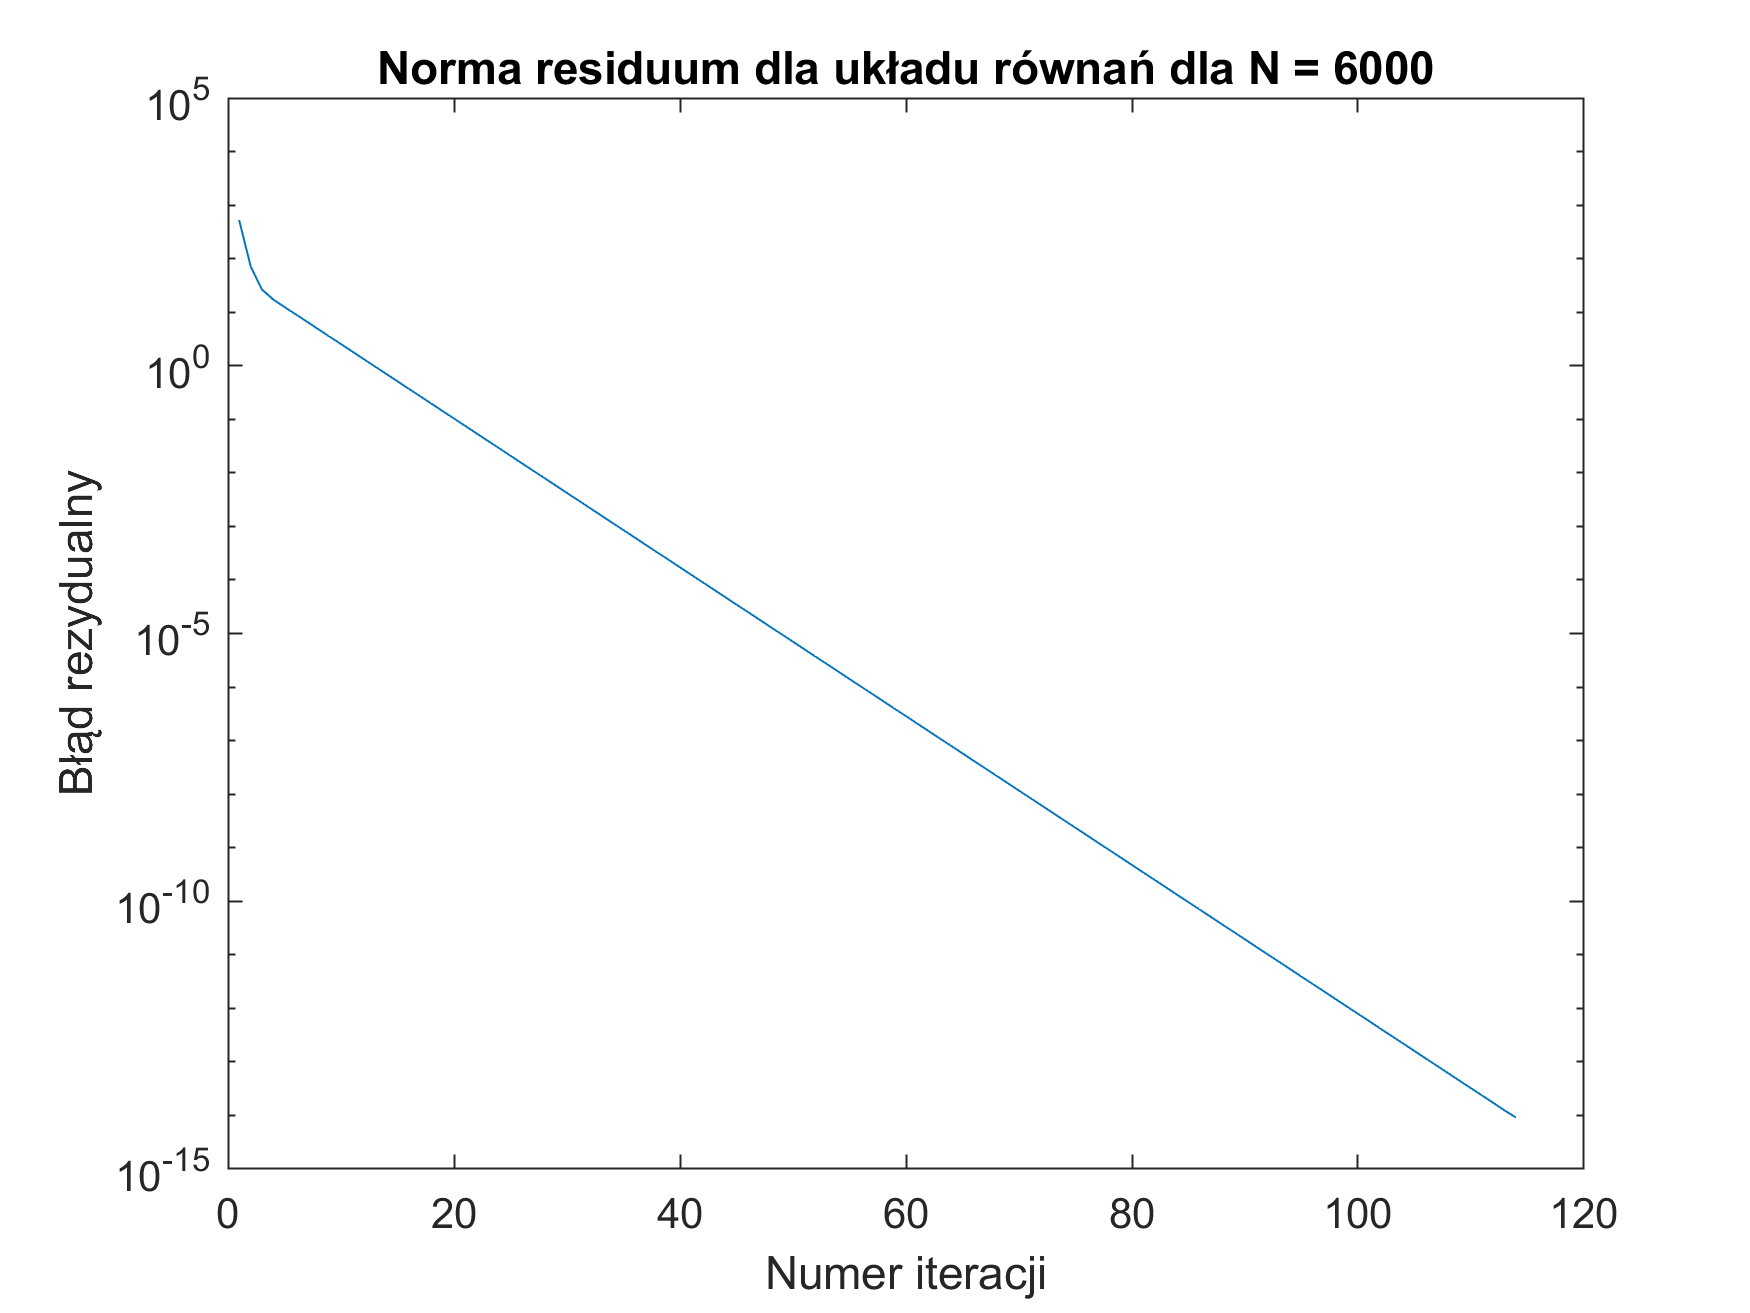 Norma residuum dla układu równań dla N = 6000
10^5
10^0
10^-5
10^-10
10^-15
Błąd rezydualny
0 20 40 60 80 100 120
Numer iteracji